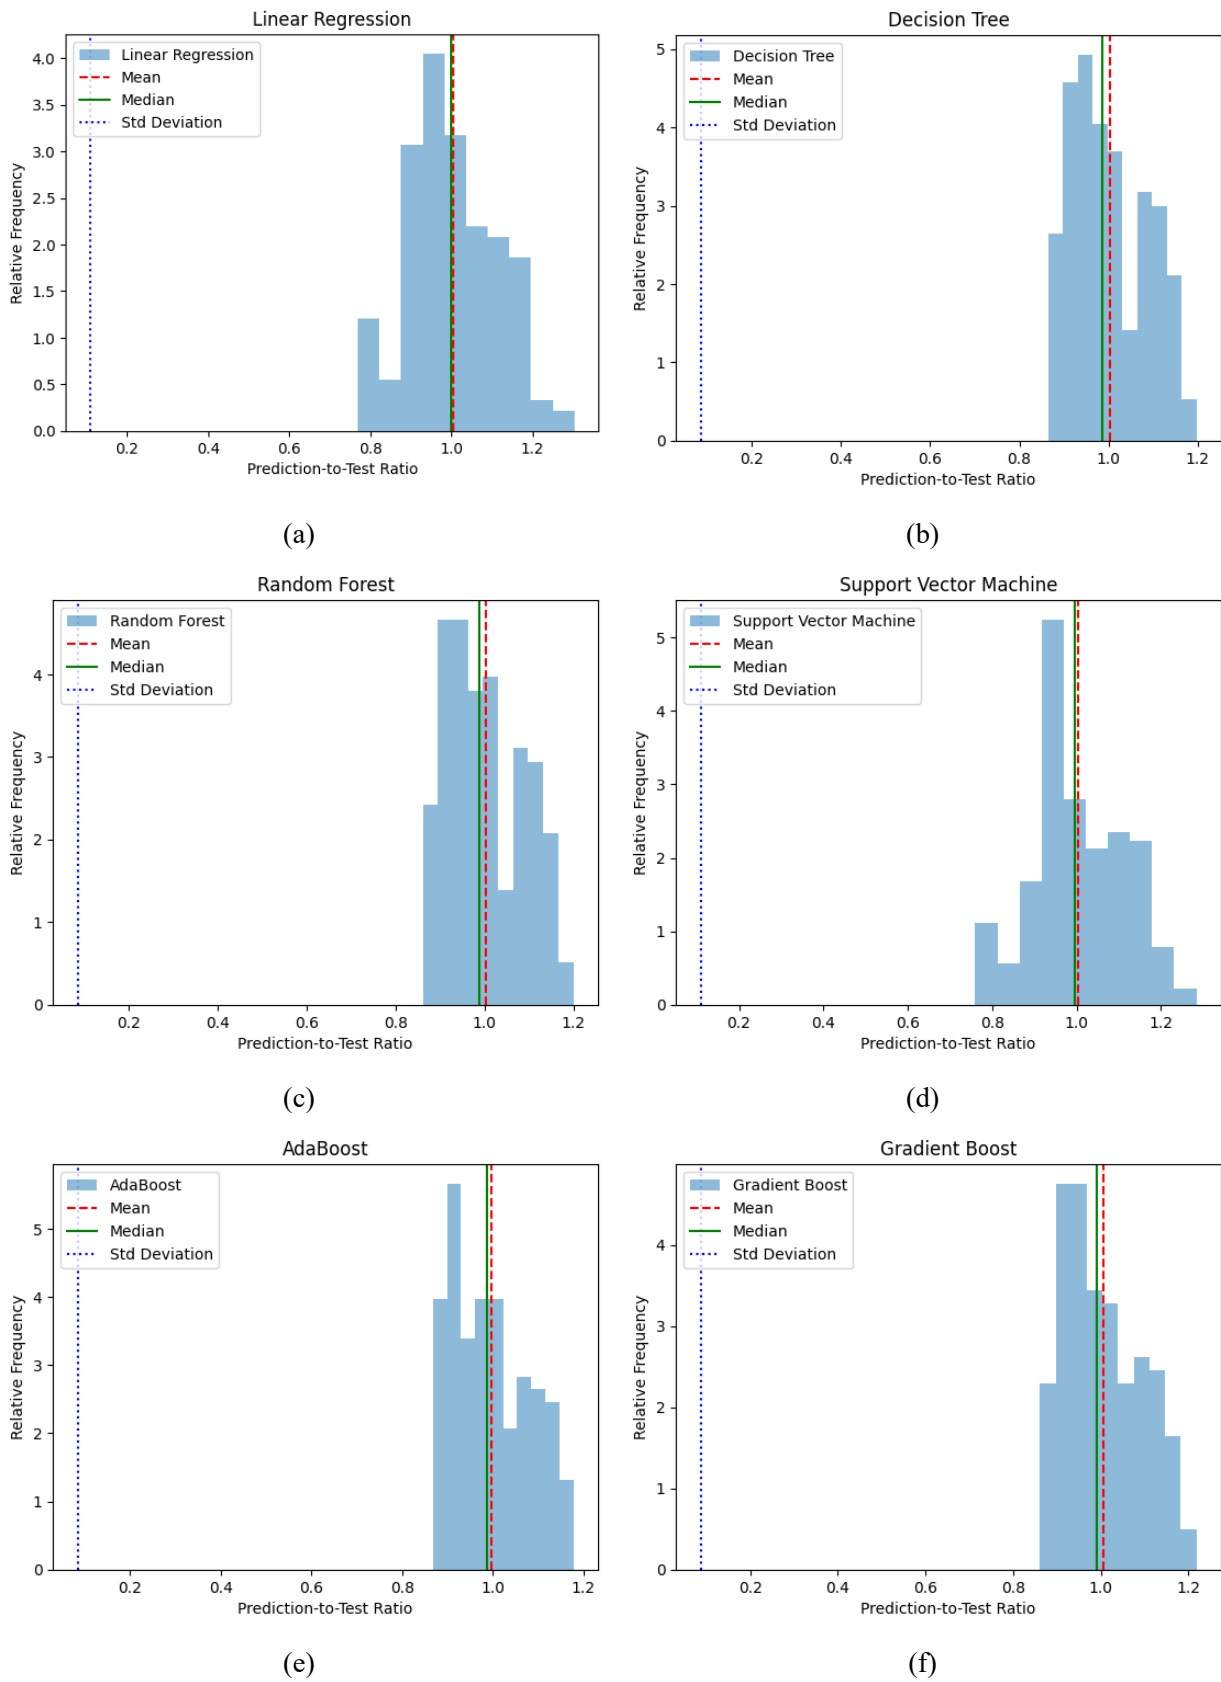 Linear Regression
Linear Regression
Mean
Median
Std Deviation
Relative Frequency
4.0
3.5
3.0
2.5
2.0
1.5
1.0
0.5
0.0
0.2 0.4 0.6 0.8 1.0 1.2
Prediction-to-Test Ratio
(a)
Decision Tree
Decision Tree
Mean
Median
Std Deviation
Relative Frequency
5
4
3
2
1
0
0.2 0.4 0.6 0.8 1.0 1.2
Prediction-to-Test Ratio
(b)
Random Forest
Random Forest
Mean
Median
Std Deviation
Relative Frequency
4
3
2
1
0
0.2 0.4 0.6 0.8 1.0 1.2
Prediction-to-Test Ratio
(c)
Support Vector Machine
Support Vector Machine
Mean
Median
Std Deviation
Relative Frequency
5
4
3
2
1
0
0.2 0.4 0.6 0.8 1.0 1.2
Prediction-to-Test Ratio
(d)
AdaBoost
AdaBoost
Mean
Median
Std Deviation
Relative Frequency
5
4
3
2
1
0
0.2 0.4 0.6 0.8 1.0 1.2
Prediction-to-Test Ratio
(e)
Gradient Boost
Gradient Boost
Mean
Median
Std Deviation
Relative Frequency
4
3
2
1
0
0.2 0.4 0.6 0.8 1.0 1.2
Prediction-to-Test Ratio
(f)